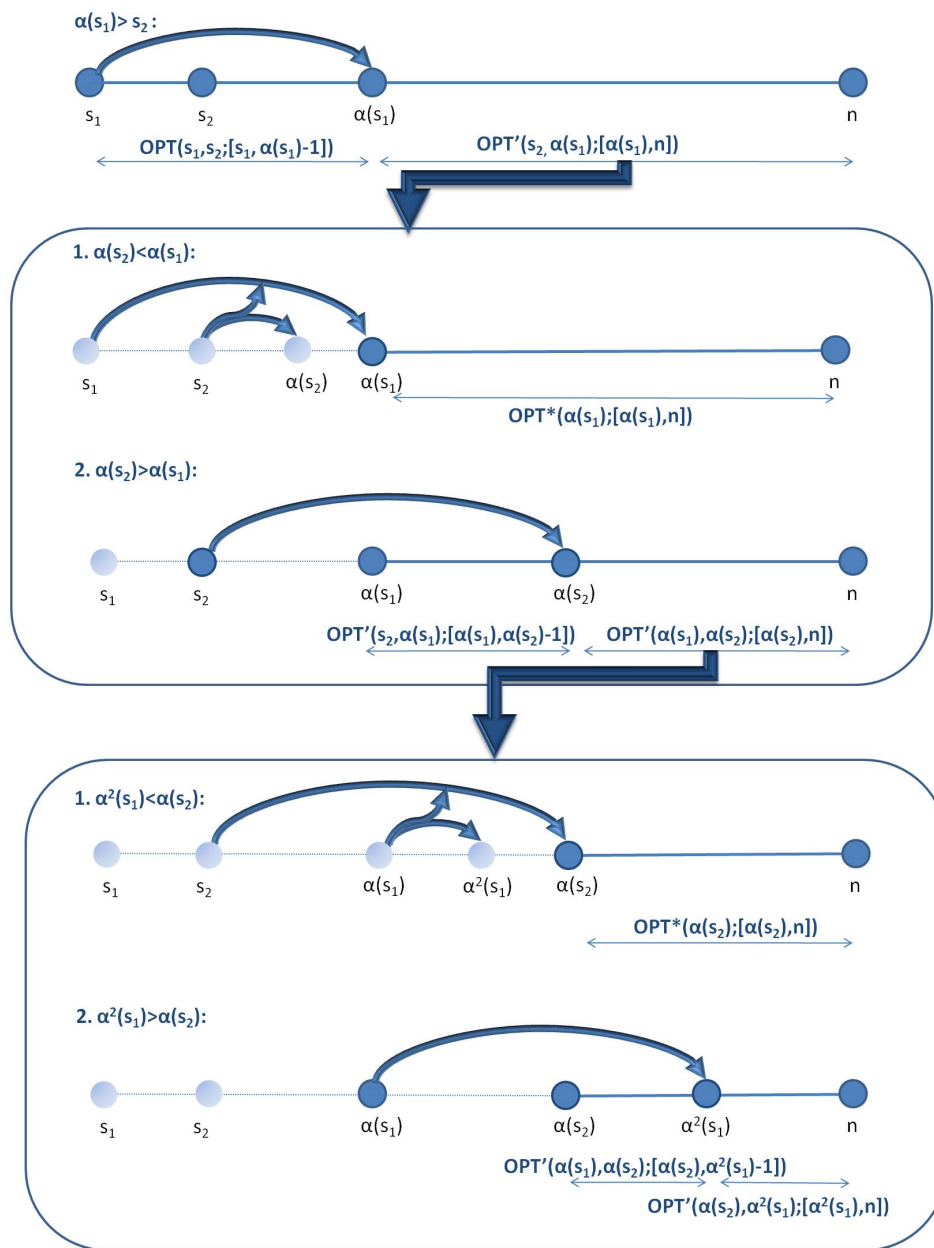 α(s₁)> s₂ :
s₁ s₂ α(s₁) n
OPT(s₁,s₂;[s₁, α(s₁)-1]) OPT’(s₂, α(s₁);[α(s₁),n])
1. α(s₂)<α(s₁):
s₁ s₂ α(s₂) α(s₁) n
OPT*(α(s₁);[α(s₁),n])
2. α(s₂)>α(s₁):
s₁ s₂ α(s₁) α(s₂) n
OPT’(s₂,α(s₁);[α(s₁),α(s₂)-1]) OPT’(α(s₁),α(s₂);[α(s₂),n])
1. α²(s₁)<α(s₂):
s₁ s₂ α(s₁) α²(s₁) α(s₂) n
OPT*(α(s₂);[α(s₂),n])
2. α²(s₁)>α(s₂):
s₁ s₂ α(s₁) α(s₂) α²(s₁) n
OPT’(α(s₁),α(s₂);[α(s₂),α²(s₁)-1])
OPT’(α(s₂),α²(s₁);[α²(s₁),n])